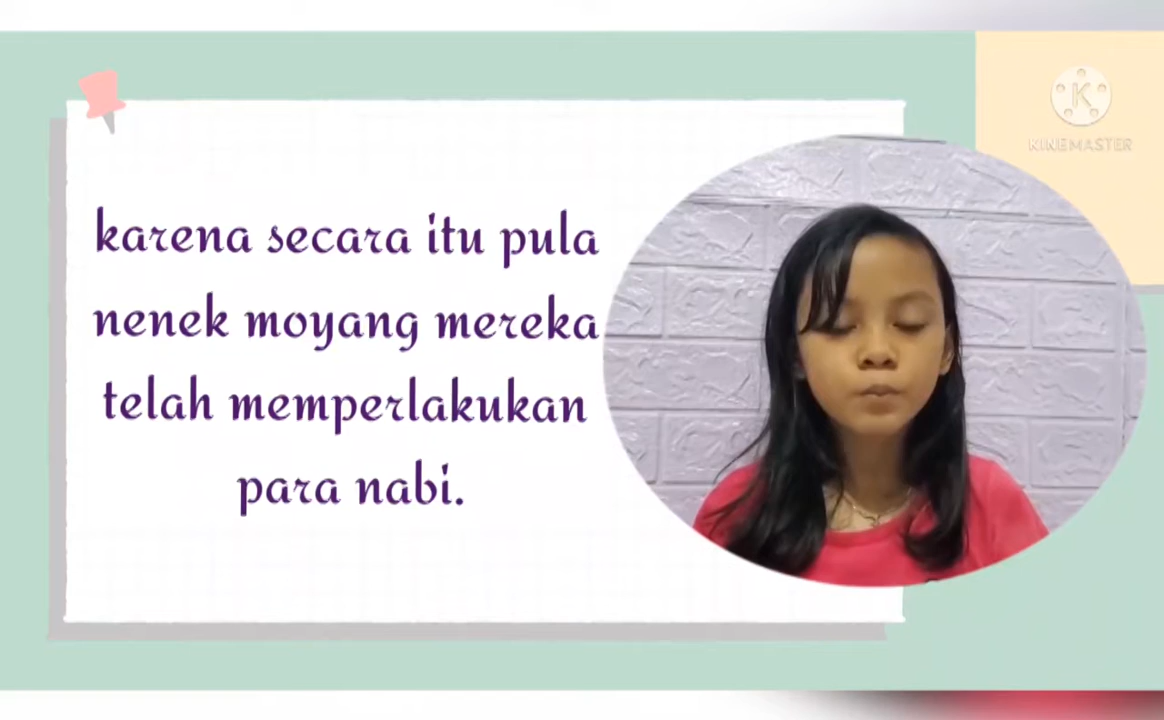 karena secara itu pula
nenek moyang mereka
telah memperlakukan
para nabi.
K
KINEMASTER